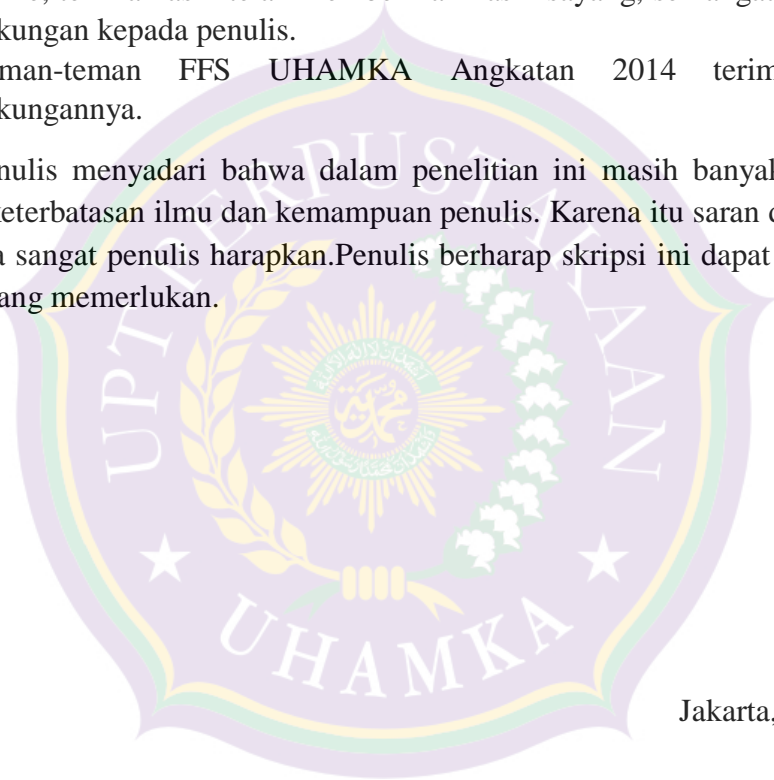 kungan kepada penulis.
man-teman FFS UHAMKA Angkatan 2014 terim
kungannya.
nulis menyadari bahwa dalam penelitian ini masih banyak
keterbatasan ilmu dan kemampuan penulis. Karena itu saran d
a sangat penulis harapkan.Penulis berharap skripsi ini dapat
ang memerlukan.
UPT PERPUSTAKAAN
UHAMKA
Jakarta,